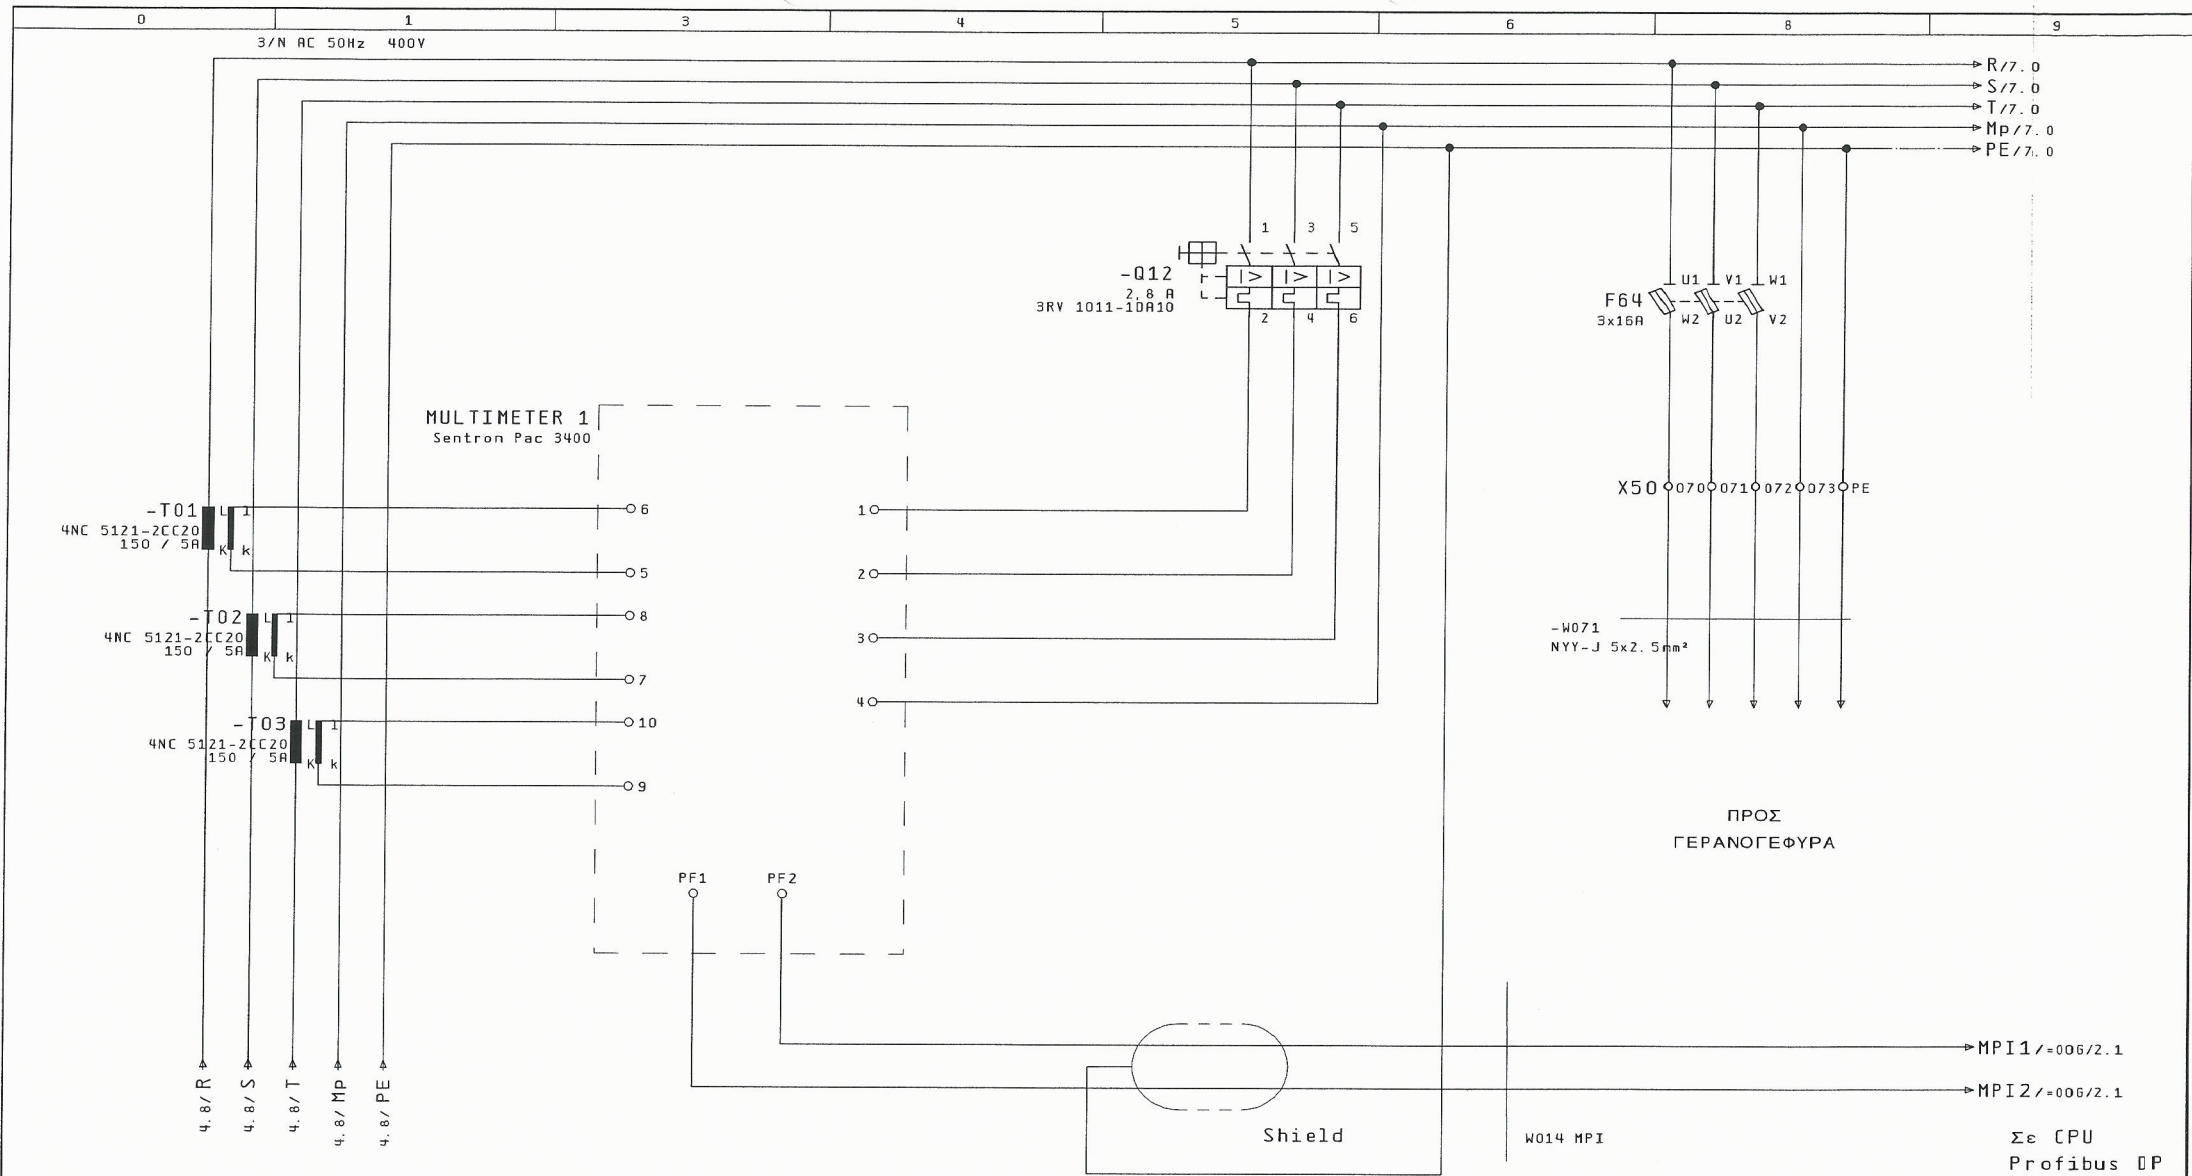 0 1 3 4 5 6 8 9
3/N AC 50Hz 400V
R/7.0
S/7.0
T/7.0
Mp/7.0
PE/7.0
1 3 5
-Q12
2,8 A
3RV 1011-1DA10
2 4 6
U1 V1 W1
F64
3x16A
W2 U2 V2
MULTIMETER 1
Sentron Pac 3400
X50 070 071 072 073 PE
-T01 L l
4NC 5121-2CC20
150 / 5A K k
6
5
1
2
-T02 L l
4NC 5121-2CC20
150 / 5A K k
8
7
3
4
-W071
NYY-J 5x2.5mm²
-T03 L l
4NC 5121-2CC20
150 / 5A K k
10
9
ΠΡΟΣ
ΓΕΡΑΝΟΓΕΦΥΡΑ
PF1 PF2
MPI1/=006/2.1
MPI2/=006/2.1
4.8/ R
4.8/ S
4.8/ T
4.8/ MP
4.8/ PE
Shield
W014 MPI
Σε CPU
Profibus DP